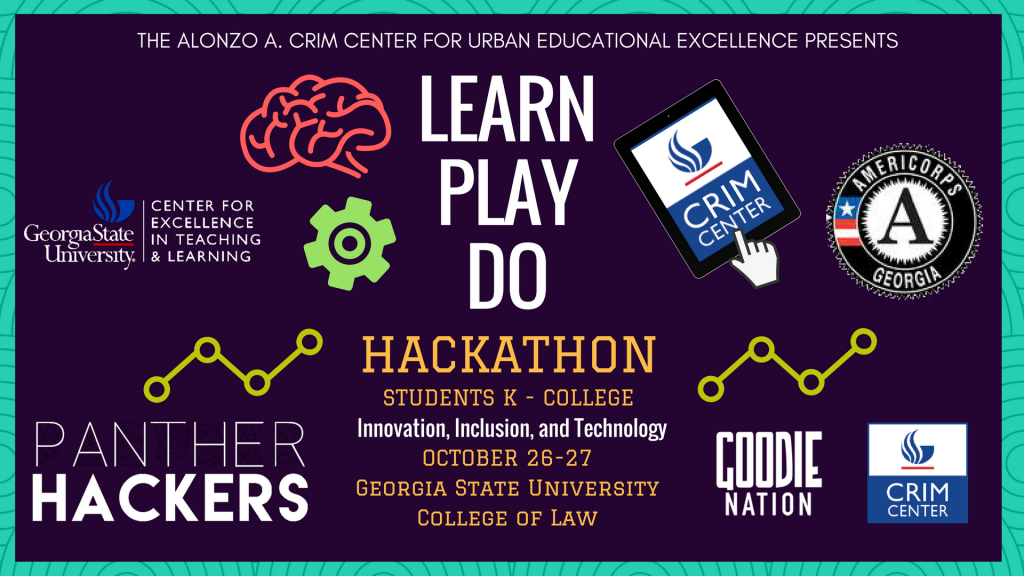 THE ALONZO A. CRIM CENTER FOR URBAN EDUCATIONAL EXCELLENCE PRESENTS
LEARN
PLAY
DO
CRIM
CENTER
AMERICORPS
A
GEORGIA
GeorgiaState
University.
CENTER FOR
EXCELLENCE
IN TEACHING
& LEARNING
HACKATHON
STUDENTS K - COLLEGE
Innovation, Inclusion, and Technology
OCTOBER 26-27
GEORGIA STATE UNIVERSITY
COLLEGE OF LAW
PANTHER
HACKERS
GOODIE
NATION
CRIM
CENTER